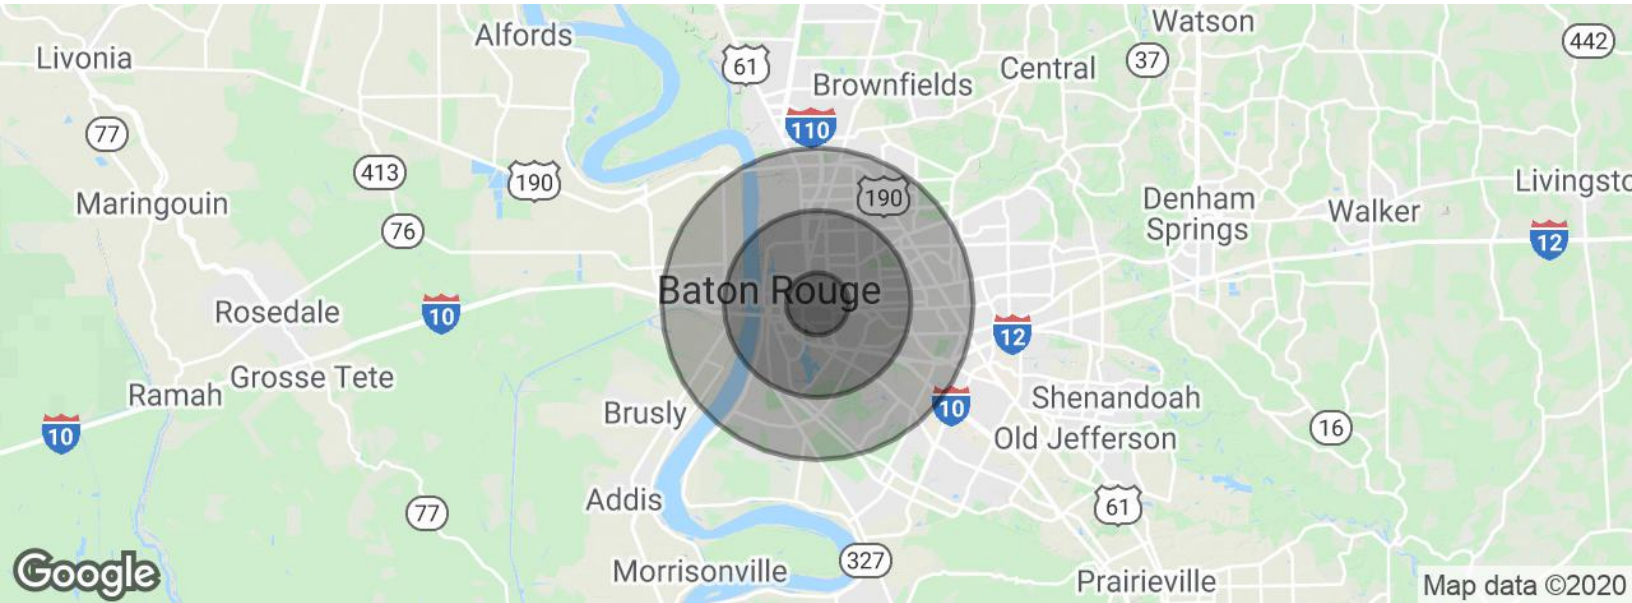 Watson
Alfords
442
Livonia
37
61
Central
Brownfields
110
77
413
190
190
Livingsto
Denham
Springs
Maringouin
Walker
76
12
Baton Rouge
Rosedale
10
12
Grosse Tete
Ramah
Shenandoah
10
Brusly
16
10
Old Jefferson
Addis
61
77
327
Google
Morrisonville
Prairieville
Map data ©2020